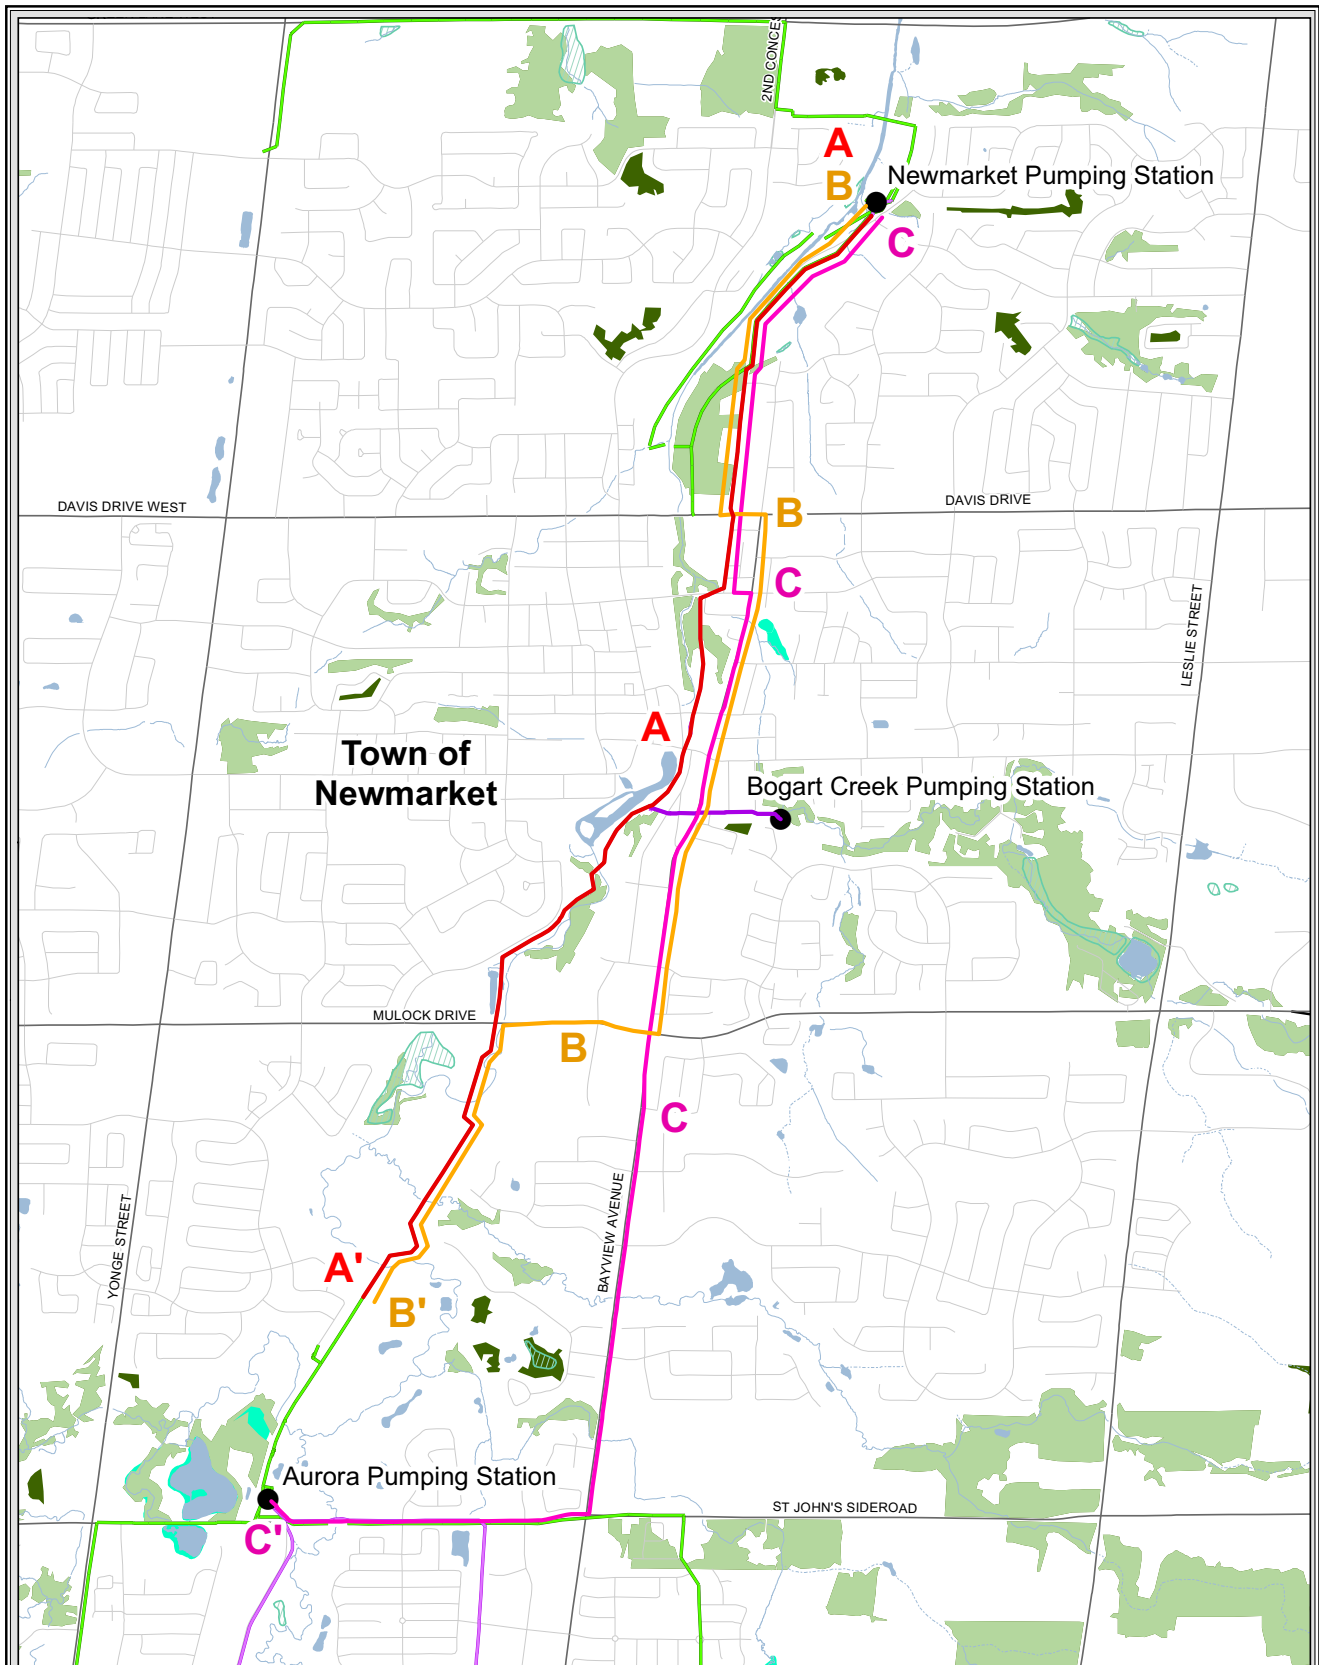 2ND CONCES
A
Newmarket Pumping Station
B
C
DAVIS DRIVE WEST
DAVIS DRIVE
B
C
LESLIE STREET
A
Town of
Newmarket
Bogart Creek Pumping Station
MULOCK DRIVE
B
C
YONGE STREET
BAYVIEW AVENUE
A'
B'
Aurora Pumping Station
ST JOHN'S SIDEROAD
C'